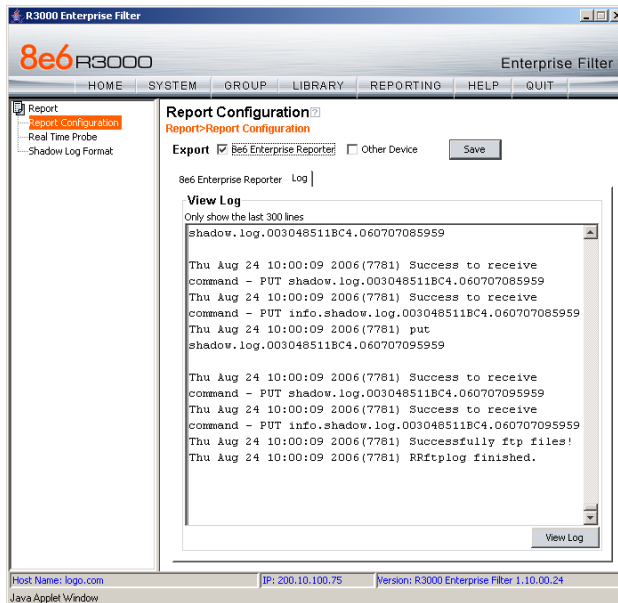 R3000 Enterprise Filter
8e6 R3000
Enterprise Filter
HOME SYSTEM GROUP LIBRARY REPORTING HELP QUIT
Report
Report Configuration
Real Time Probe
Shadow Log Format
Report Configuration
Report>Report Configuration
Export 8e6 Enterprise Reporter Other Device Save
8e6 Enterprise Reporter Log
View Log
Only show the last 300 lines
shadow.log.003048511BC4.060707085959
Thu Aug 24 10:00:09 2006(7781) Success to receive
command - PUT shadow.log.003048511BC4.060707085959
Thu Aug 24 10:00:09 2006(7781) Success to receive
command - PUT info.shadow.log.003048511BC4.060707085959
Thu Aug 24 10:00:09 2006(7781) put
shadow.log.003048511BC4.060707095959
Thu Aug 24 10:00:09 2006(7781) Success to receive
command - PUT shadow.log.003048511BC4.060707095959
Thu Aug 24 10:00:09 2006(7781) Success to receive
command - PUT info.shadow.log.003048511BC4.060707095959
Thu Aug 24 10:00:09 2006(7781) Successfully ftp files!
Thu Aug 24 10:00:09 2006(7781) RRftplog finished.
View Log
Host Name: logo.com IP: 200.10.100.75 Version: R3000 Enterprise Filter 1.10.00.24
Java Applet Window